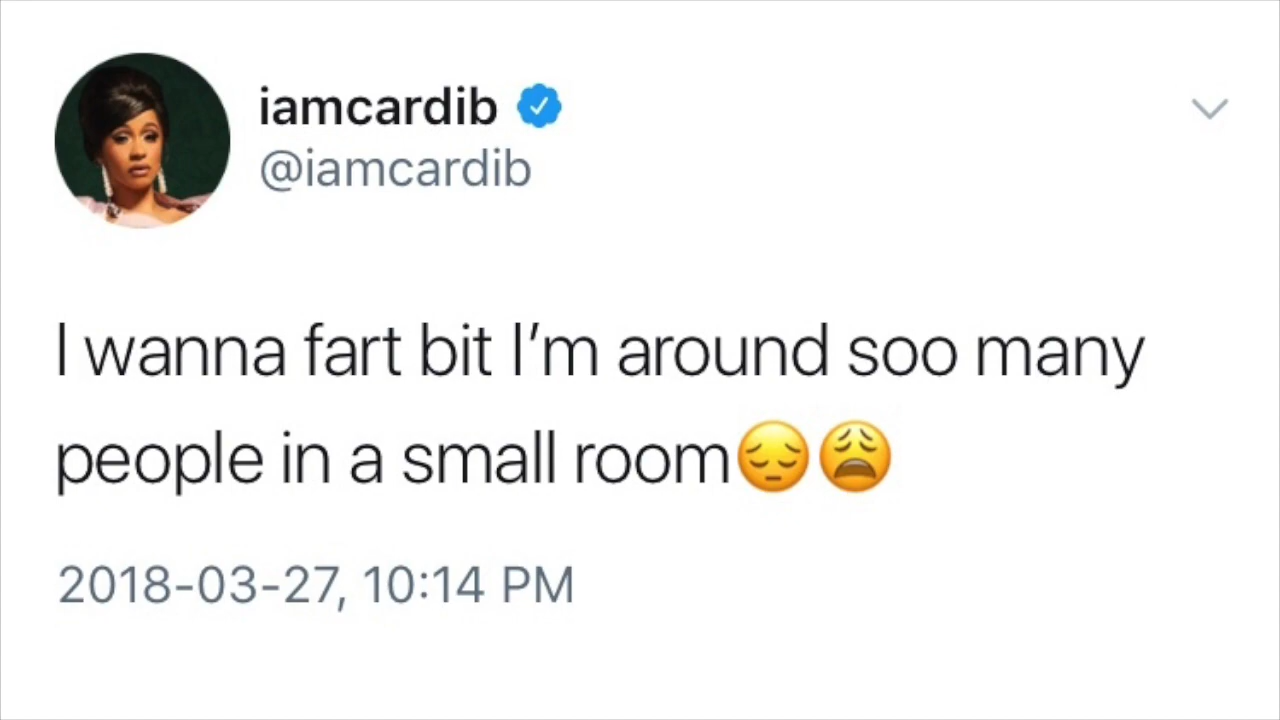 iamcardib
@iamcardib
I wanna fart bit I’m around soo many
people in a small room😔😩
2018-03-27, 10:14 PM